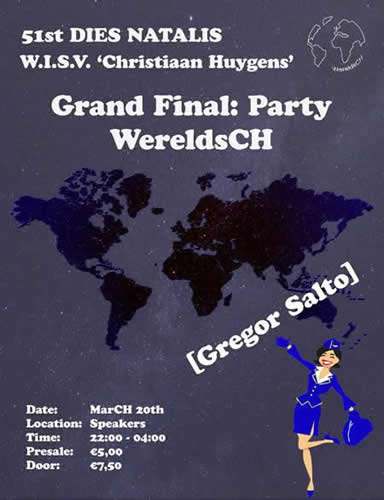 51st DIES NATALIS
W.I.S.V. ‘Christiaan Huygens’
WereldsCH
Grand Final: Party
WereldsCH
[Gregor Salto]
Date: MarCH 20th
Location: Speakers
Time: 22:00 - 04:00
Presale: €5,00
Door: €7,50